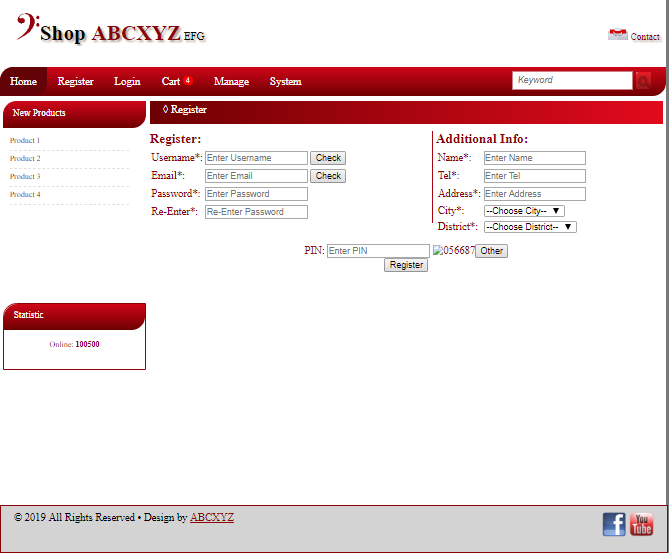 Shop ABCXYZ EFG
Contact
Home Register Login Cart 4 Manage System Keyword
New Products
Product 1
Product 2
Product 3
Product 4
Statistic
Online: 100500
◊ Register
Register:
Username*: Enter Username Check
Email*: Enter Email Check
Password*: Enter Password
Re-Enter*: Re-Enter Password
Additional Info:
Name*: Enter Name
Tel*: Enter Tel
Address*: Enter Address
City*: --Choose City-- ▼
District*: --Choose District-- ▼
PIN: Enter PIN 056687 Other
Register
© 2019 All Rights Reserved • Design by ABCXYZ
f You Tube